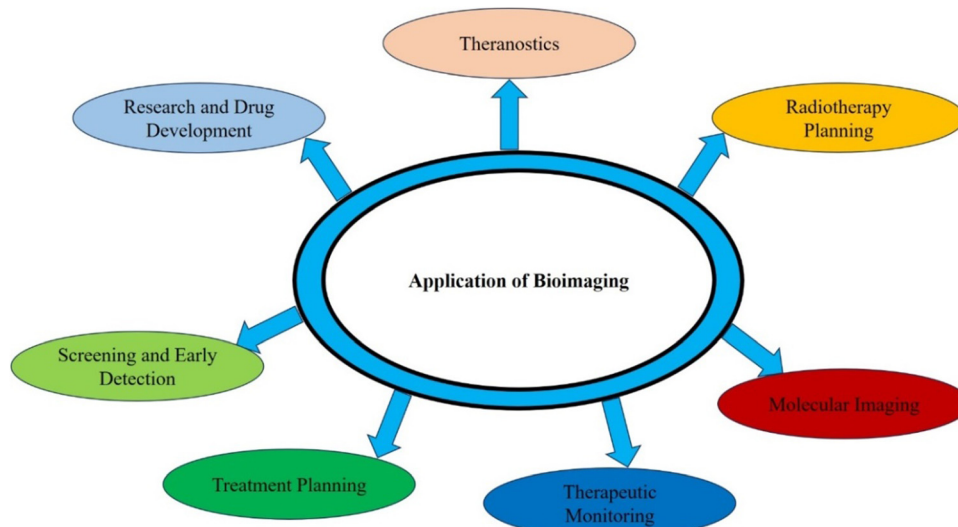 Theranostics
Research and Drug
Development
Radiotherapy
Planning
Application of Bioimaging
Screening and Early
Detection
Molecular Imaging
Treatment Planning
Therapeutic
Monitoring